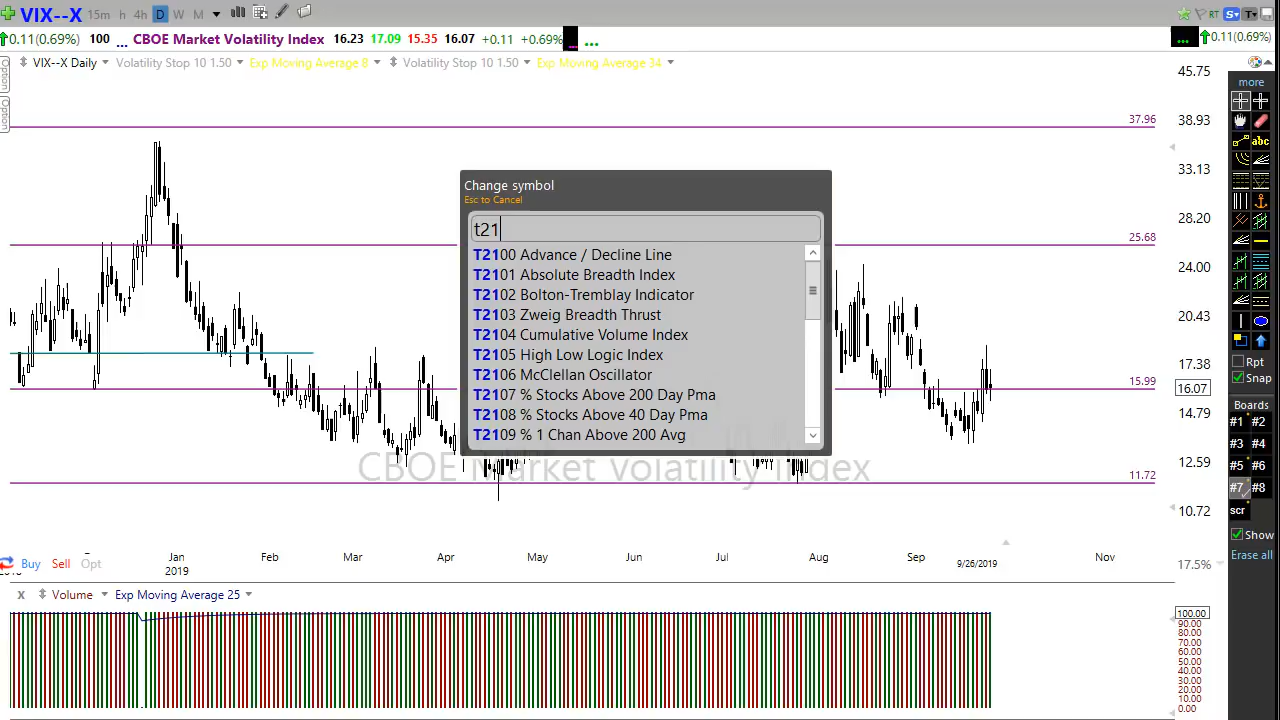 VIX--X 15m h 4h D W M RT S T
0.11(0.69%) 100 ... CBOE Market Volatility Index 16.23 17.09 15.35 16.07 +0.11 +0.69% ... ... ... 0.11(0.69%)
VIX--X Daily Volatility Stop 10 1.50 Exp Moving Average 8 Volatility Stop 10 1.50 Exp Moving Average 34
Option
Option
45.75
38.93
33.13
28.20
24.00
20.43
17.38
16.07
14.79
12.59
10.72
17.5%
37.96
25.68
15.99
11.72
Change symbol
Esc to Cancel
t21
T2100 Advance / Decline Line
T2101 Absolute Breadth Index
T2102 Bolton-Tremblay Indicator
T2103 Zweig Breadth Thrust
T2104 Cumulative Volume Index
T2105 High Low Logic Index
T2106 McClellan Oscillator
T2107 % Stocks Above 200 Day Pma
T2108 % Stocks Above 40 Day Pma
T2109 % 1 Chan Above 200 Avg
CBOE Market Volatility Index
Jan Feb Mar Apr May Jun Jul Aug Sep 9/26/2019 Nov
2019
Buy Sell Opt
X Volume Exp Moving Average 25
100.00
90.00
80.00
70.00
60.00
50.00
40.00
30.00
20.00
10.00
0.00
more
abc
Rpt
Snap
Boards
#1 #2
#3 #4
#5 #6
#7 #8
scr
Show
Erase all